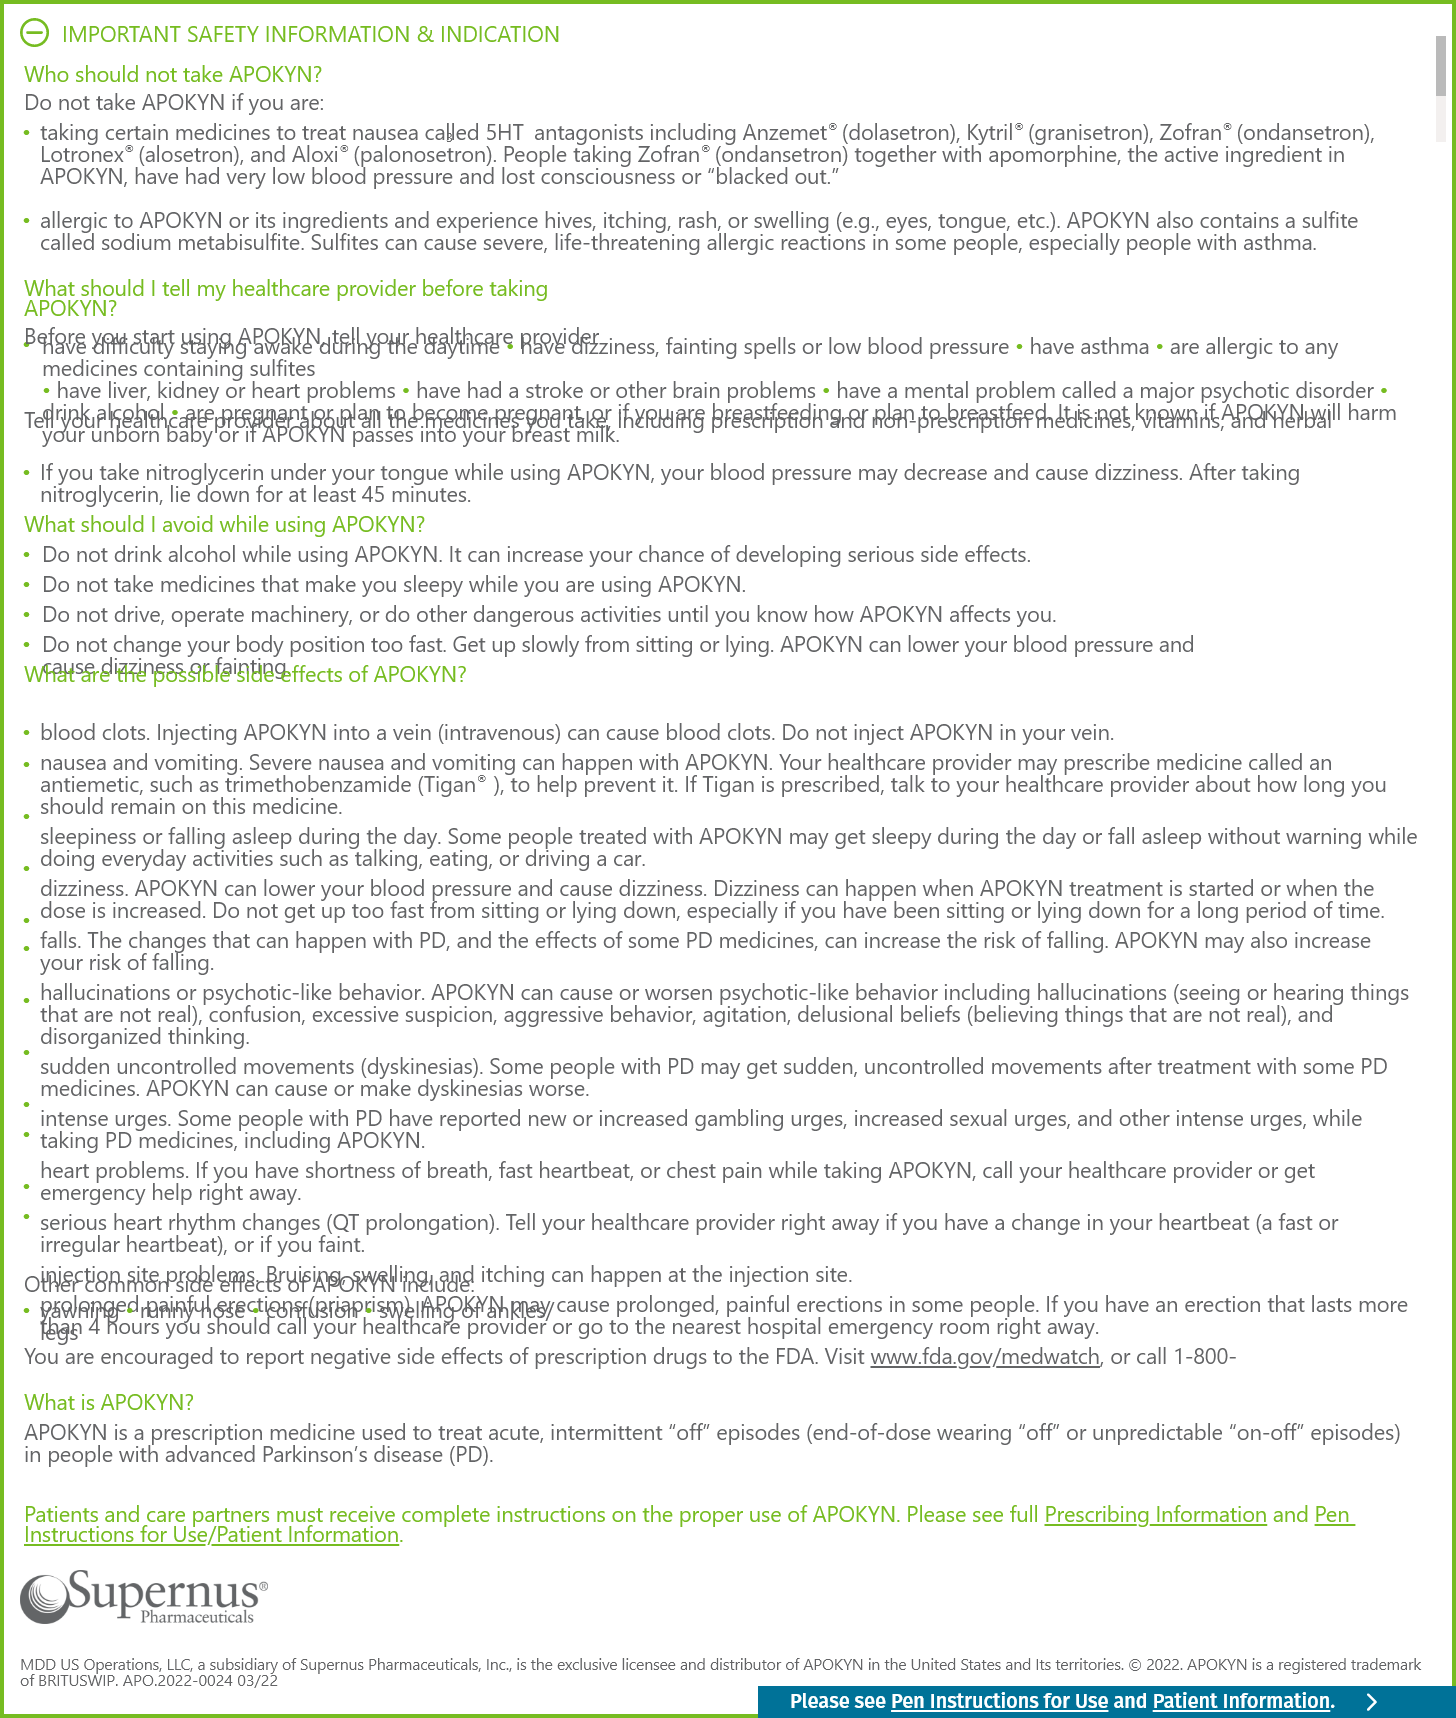 IMPORTANT SAFETY INFORMATION & INDICATION
Who should not take APOKYN?
Do not take APOKYN if you are:
• taking certain medicines to treat nausea called 5HT3 antagonists including Anzemet® (dolasetron), Kytril® (granisetron), Zofran® (ondansetron),
Lotronex® (alosetron), and Aloxi® (palonosetron). People taking Zofran® (ondansetron) together with apomorphine, the active ingredient in
APOKYN, have had very low blood pressure and lost consciousness or “blacked out.”
• allergic to APOKYN or its ingredients and experience hives, itching, rash, or swelling (e.g., eyes, tongue, etc.). APOKYN also contains a sulfite
called sodium metabisulfite. Sulfites can cause severe, life-threatening allergic reactions in some people, especially people with asthma.
What should I tell my healthcare provider before taking
APOKYN?
Before you start using APOKYN, tell your healthcare provider
• have difficulty staying awake during the daytime • have dizziness, fainting spells or low blood pressure • have asthma • are allergic to any
medicines containing sulfites
• have liver, kidney or heart problems • have had a stroke or other brain problems • have a mental problem called a major psychotic disorder •
drink alcohol • are pregnant or plan to become pregnant, or if you are breastfeeding or plan to breastfeed. It is not known if APOKYN will harm
Tell your healthcare provider about all the medicines you take, including prescription and non-prescription medicines, vitamins, and herbal
your unborn baby or if APOKYN passes into your breast milk.
• If you take nitroglycerin under your tongue while using APOKYN, your blood pressure may decrease and cause dizziness. After taking
nitroglycerin, lie down for at least 45 minutes.
What should I avoid while using APOKYN?
• Do not drink alcohol while using APOKYN. It can increase your chance of developing serious side effects.
• Do not take medicines that make you sleepy while you are using APOKYN.
• Do not drive, operate machinery, or do other dangerous activities until you know how APOKYN affects you.
• Do not change your body position too fast. Get up slowly from sitting or lying. APOKYN can lower your blood pressure and
cause dizziness or fainting.
What are the possible side effects of APOKYN?
• blood clots. Injecting APOKYN into a vein (intravenous) can cause blood clots. Do not inject APOKYN in your vein.
• nausea and vomiting. Severe nausea and vomiting can happen with APOKYN. Your healthcare provider may prescribe medicine called an
antiemetic, such as trimethobenzamide (Tigan® ), to help prevent it. If Tigan is prescribed, talk to your healthcare provider about how long you
should remain on this medicine.
• sleepiness or falling asleep during the day. Some people treated with APOKYN may get sleepy during the day or fall asleep without warning while
doing everyday activities such as talking, eating, or driving a car.
• dizziness. APOKYN can lower your blood pressure and cause dizziness. Dizziness can happen when APOKYN treatment is started or when the
dose is increased. Do not get up too fast from sitting or lying down, especially if you have been sitting or lying down for a long period of time.
• falls. The changes that can happen with PD, and the effects of some PD medicines, can increase the risk of falling. APOKYN may also increase
your risk of falling.
• hallucinations or psychotic-like behavior. APOKYN can cause or worsen psychotic-like behavior including hallucinations (seeing or hearing things
that are not real), confusion, excessive suspicion, aggressive behavior, agitation, delusional beliefs (believing things that are not real), and
disorganized thinking.
• sudden uncontrolled movements (dyskinesias). Some people with PD may get sudden, uncontrolled movements after treatment with some PD
medicines. APOKYN can cause or make dyskinesias worse.
• intense urges. Some people with PD have reported new or increased gambling urges, increased sexual urges, and other intense urges, while
taking PD medicines, including APOKYN.
• heart problems. If you have shortness of breath, fast heartbeat, or chest pain while taking APOKYN, call your healthcare provider or get
emergency help right away.
• serious heart rhythm changes (QT prolongation). Tell your healthcare provider right away if you have a change in your heartbeat (a fast or
irregular heartbeat), or if you faint.
• injection site problems. Bruising, swelling, and itching can happen at the injection site.
Other common side effects of APOKYN include:
prolonged painful erections (priaprism). APOKYN may cause prolonged, painful erections in some people. If you have an erection that lasts more
• yawning • runny nose • confusion • swelling of ankles/
than 4 hours you should call your healthcare provider or go to the nearest hospital emergency room right away.
legs
You are encouraged to report negative side effects of prescription drugs to the FDA. Visit www.fda.gov/medwatch, or call 1-800-
What is APOKYN?
APOKYN is a prescription medicine used to treat acute, intermittent “off” episodes (end-of-dose wearing “off” or unpredictable “on-off” episodes)
in people with advanced Parkinson’s disease (PD).
Patients and care partners must receive complete instructions on the proper use of APOKYN. Please see full Prescribing Information and Pen
Instructions for Use/Patient Information.
Supernus®
Pharmaceuticals
MDD US Operations, LLC, a subsidiary of Supernus Pharmaceuticals, Inc., is the exclusive licensee and distributor of APOKYN in the United States and Its territories. © 2022. APOKYN is a registered trademark
of BRITUSWIP. APO.2022-0024 03/22
Please see Pen Instructions for Use and Patient Information.